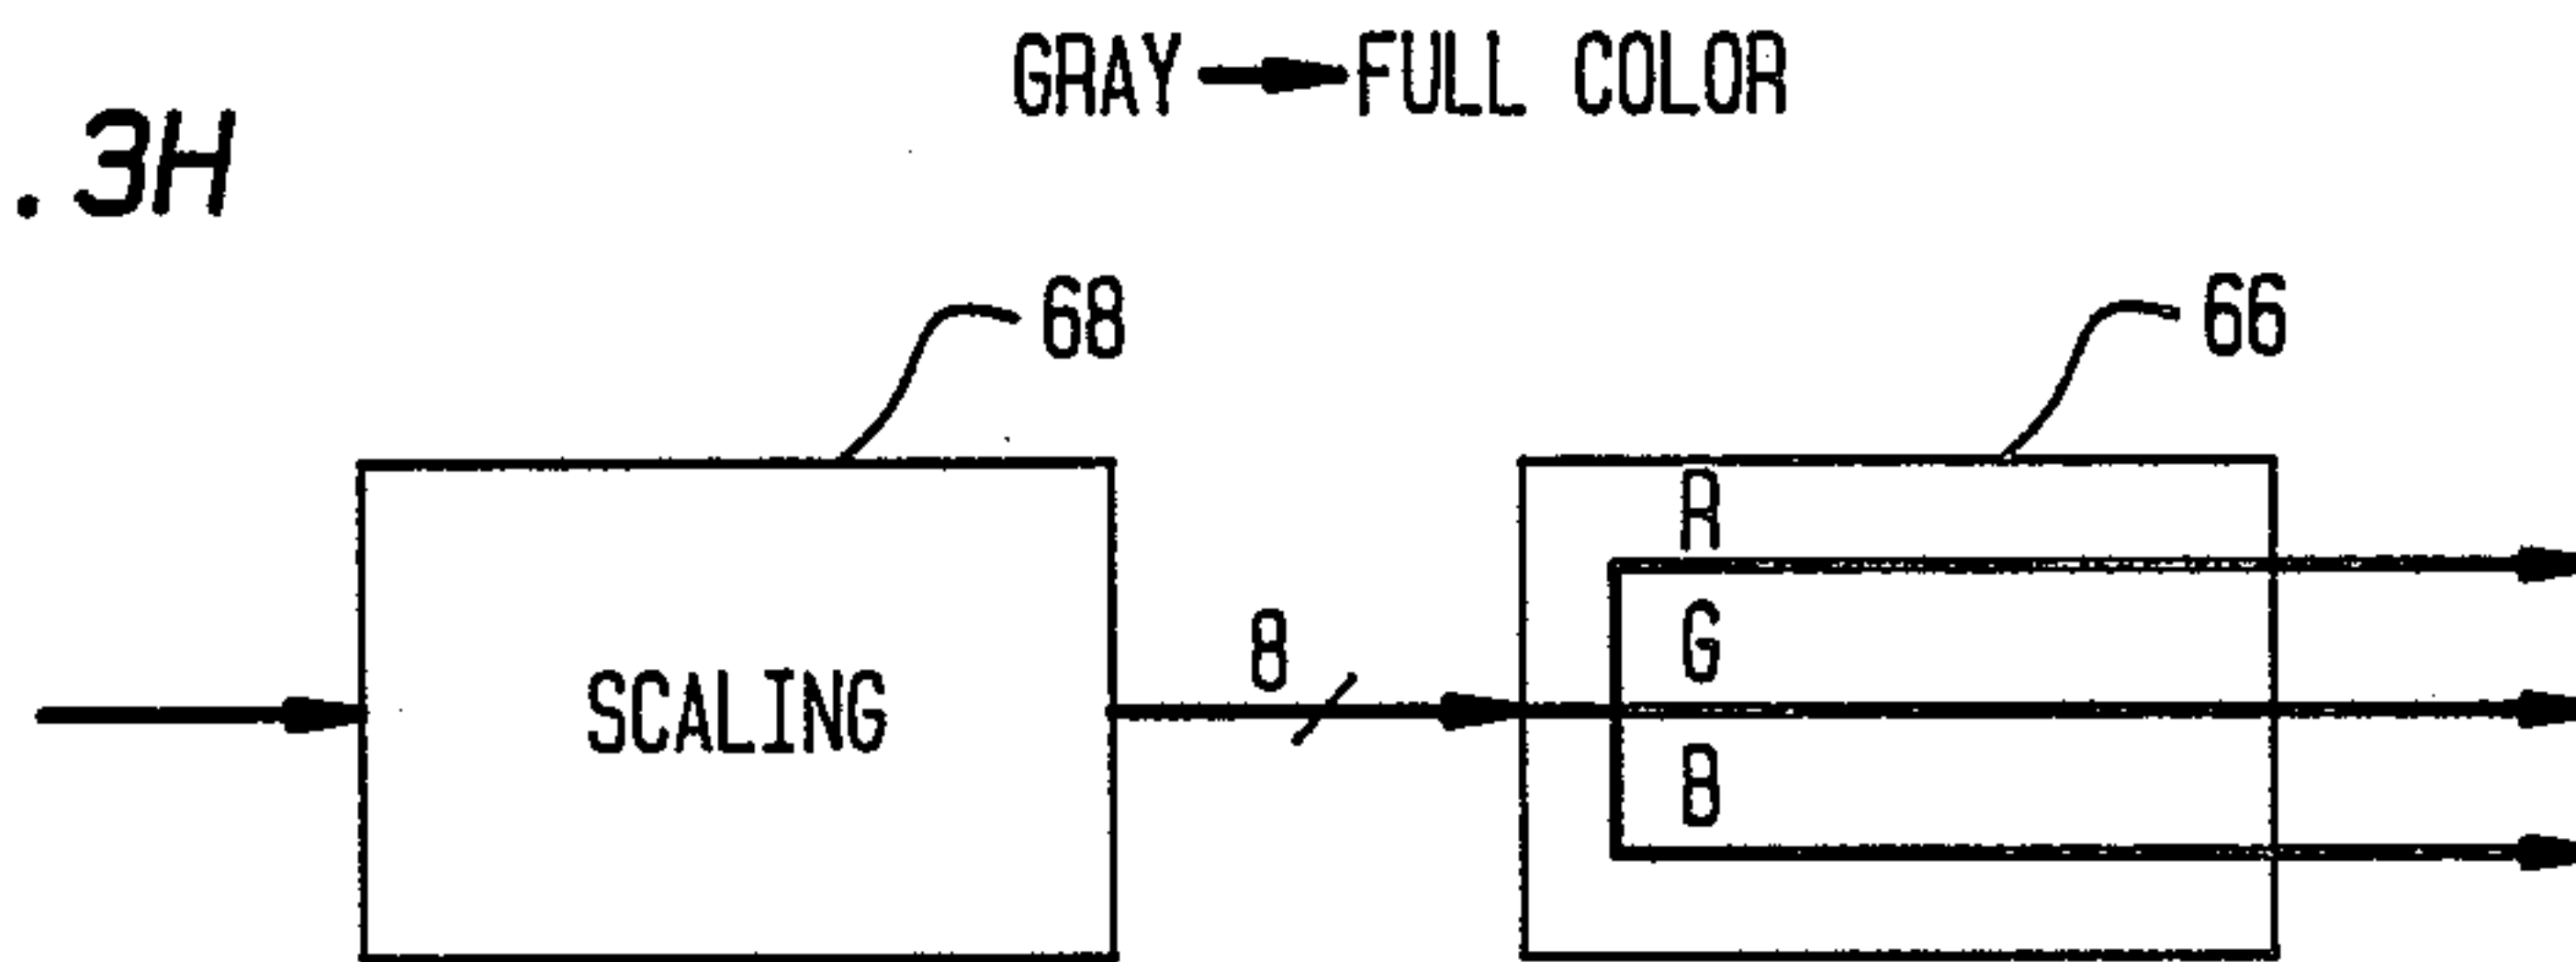 GRAY → FULL COLOR
.3H
68
66
R
8
G
SCALING
B